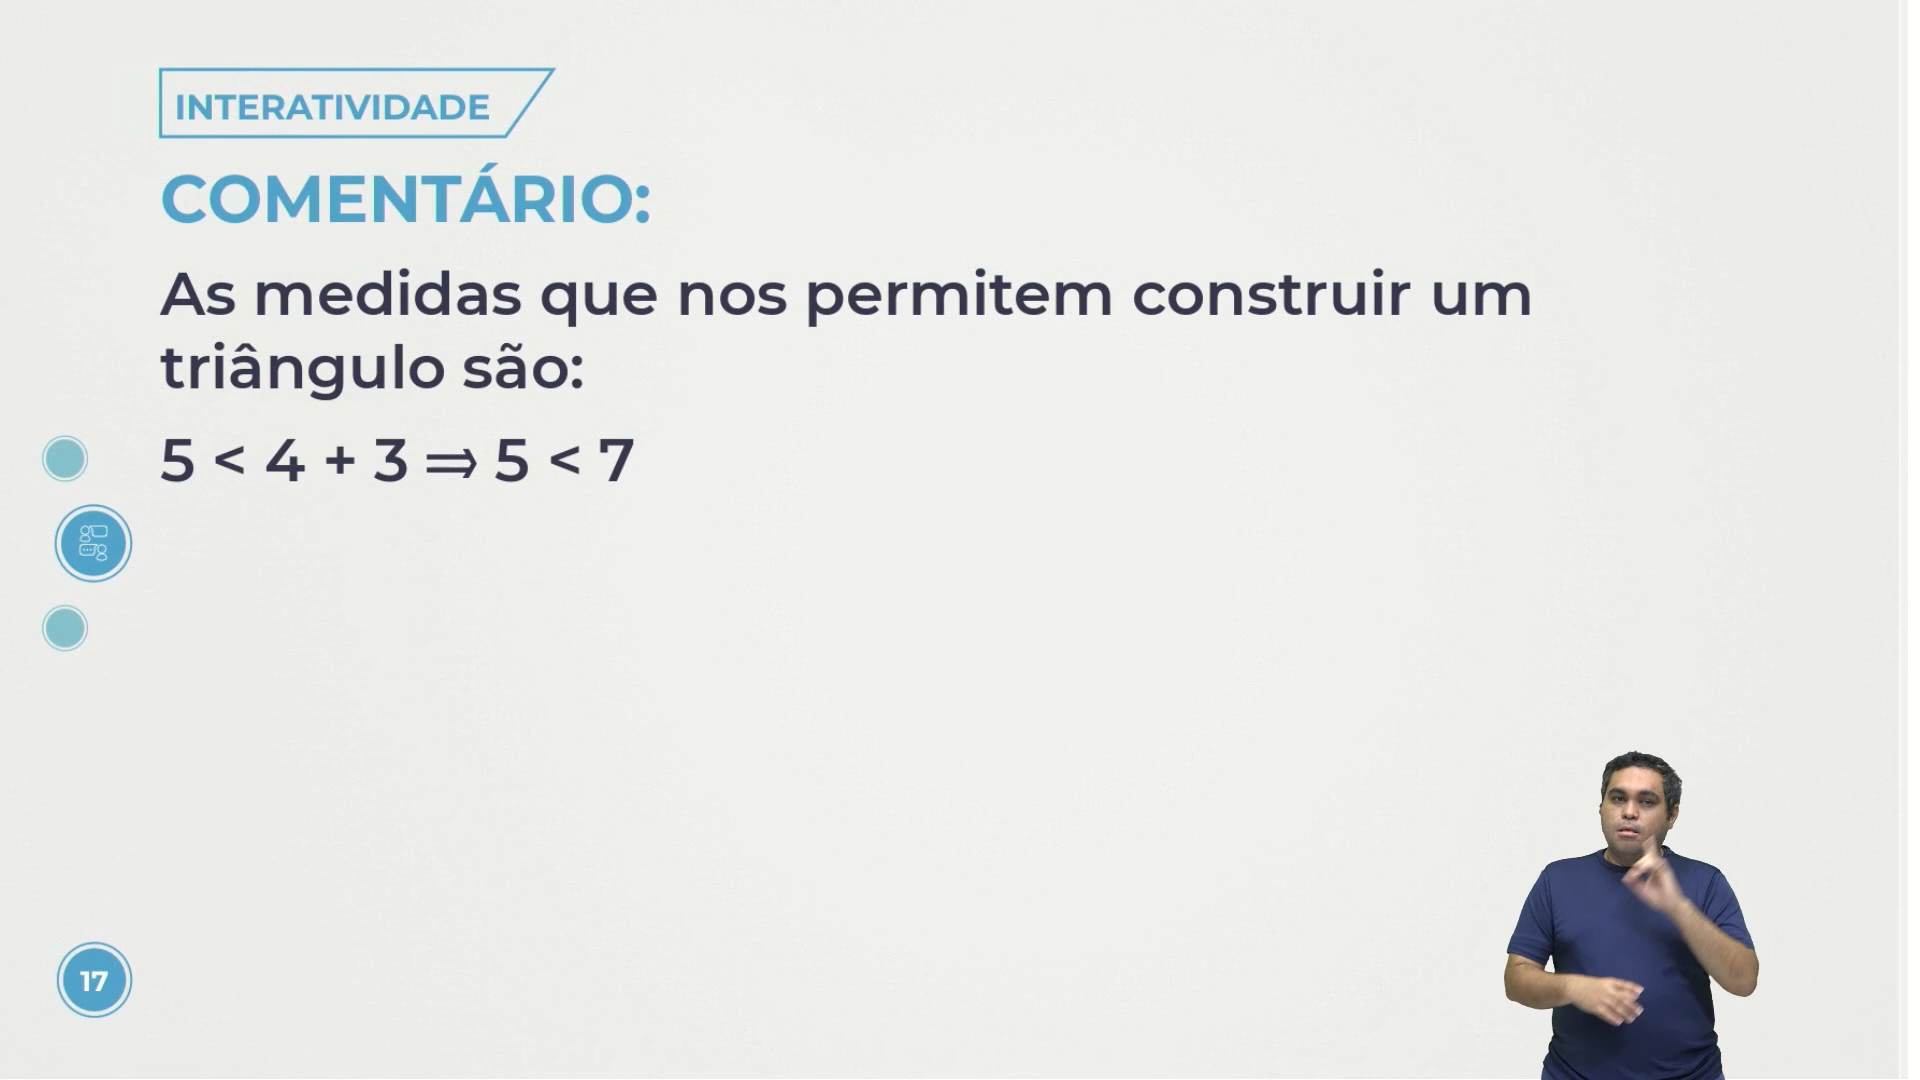 INTERATIVIDADE
COMENTÁRIO:
As medidas que nos permitem construir um
triângulo são:
5 < 4 + 3 ⇒ 5 < 7
17